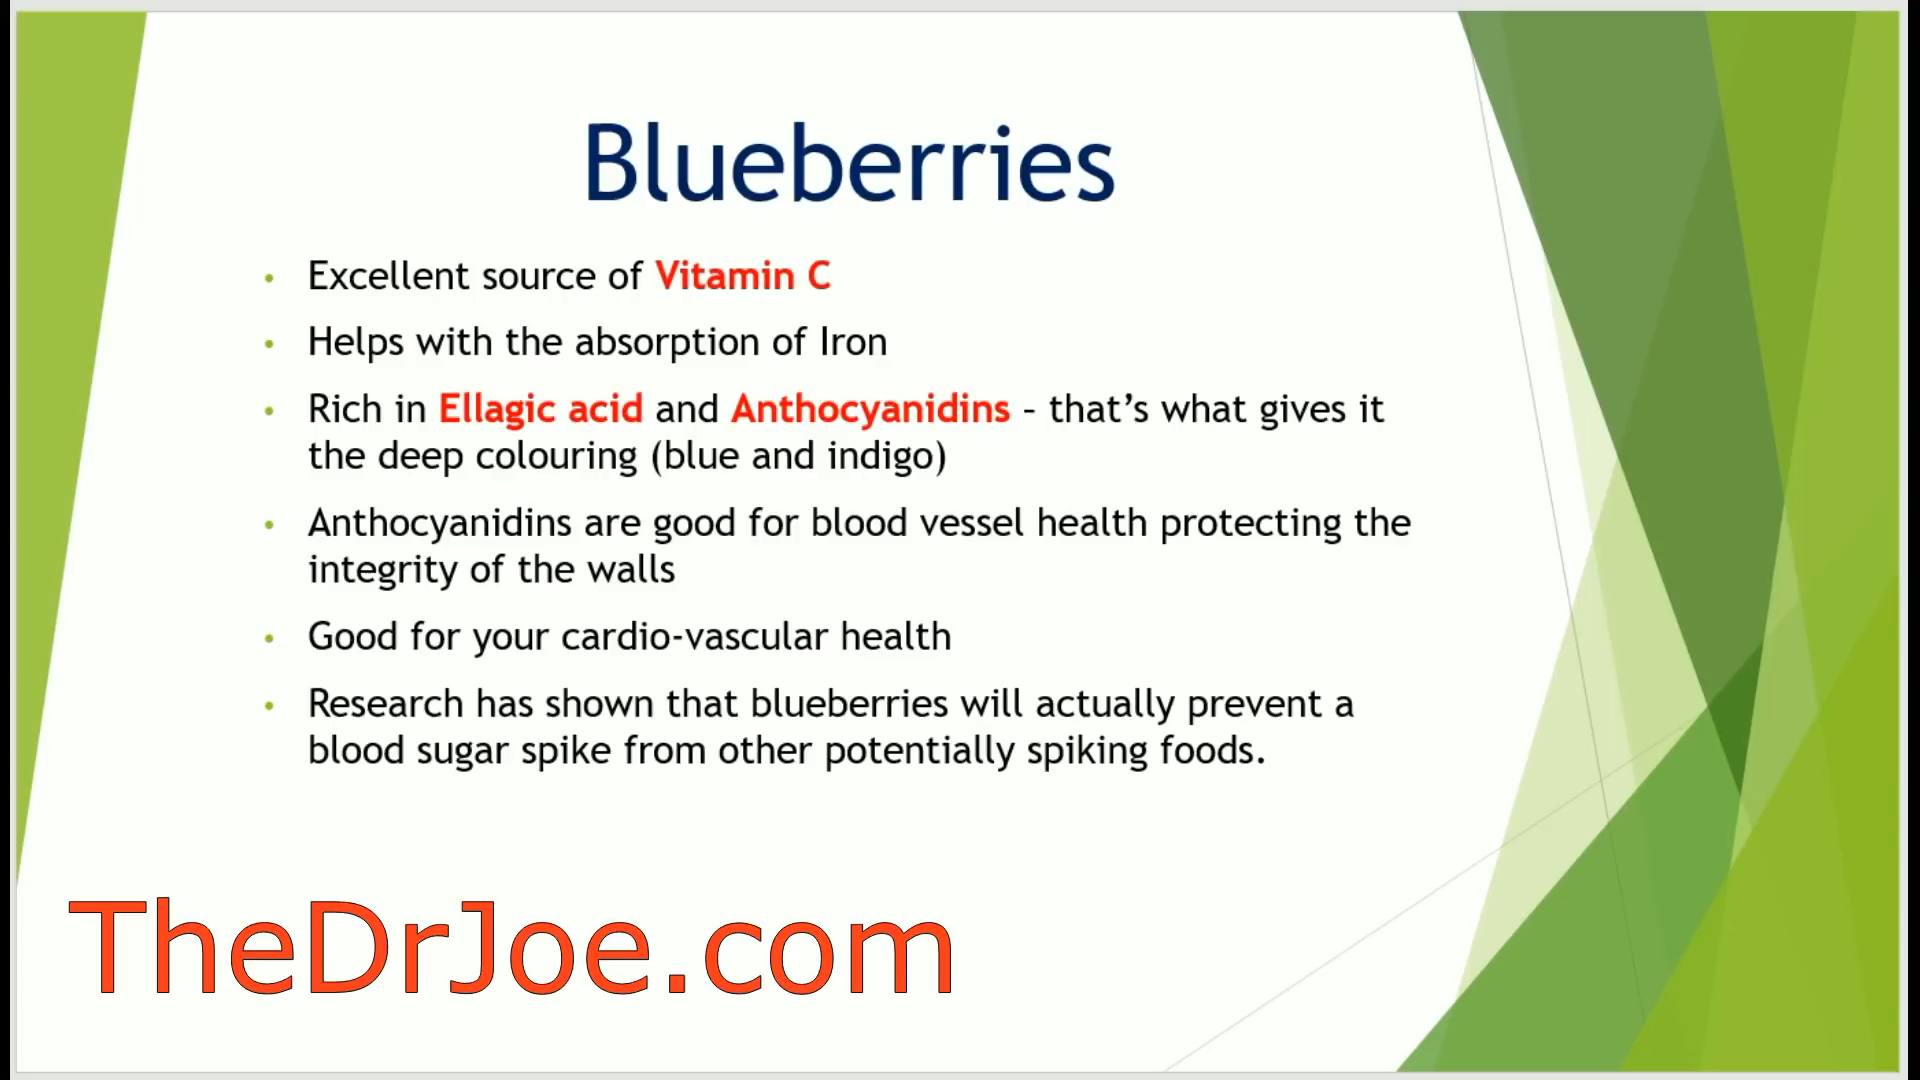 Blueberries
• Excellent source of Vitamin C
• Helps with the absorption of Iron
• Rich in Ellagic acid and Anthocyanidins – that’s what gives it
the deep colouring (blue and indigo)
• Anthocyanidins are good for blood vessel health protecting the
integrity of the walls
• Good for your cardio-vascular health
• Research has shown that blueberries will actually prevent a
blood sugar spike from other potentially spiking foods.
TheDrJoe.com